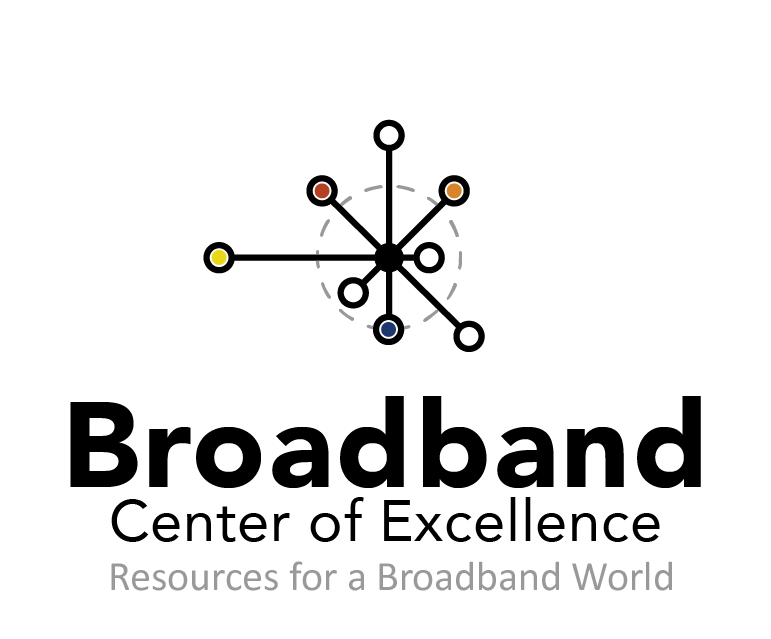 Broadband
Center of Excellence
Resources for a Broadband World